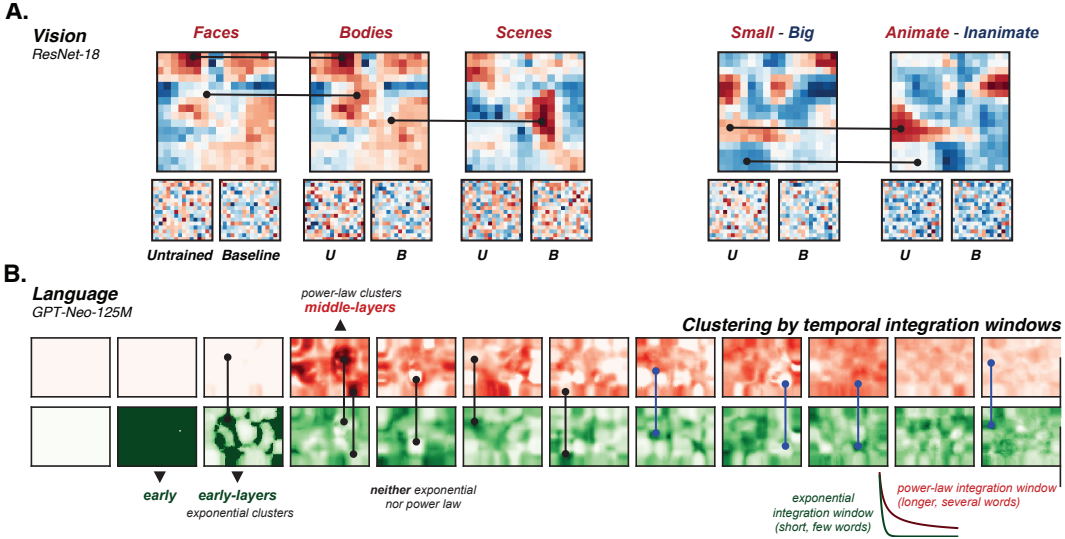 A.
Vision
ResNet-18
Faces
Bodies
Scenes
Small - Big
Animate - Inanimate
Untrained
Baseline
U
B
U
B
U
B
U
B
B.
Language
GPT-Neo-125M
power-law clusters
middle-layers
Clustering by temporal integration windows
early
early-layers
exponential clusters
neither exponential
nor power law
exponential
integration window
(short, few words)
power-law integration window
(longer, several words)